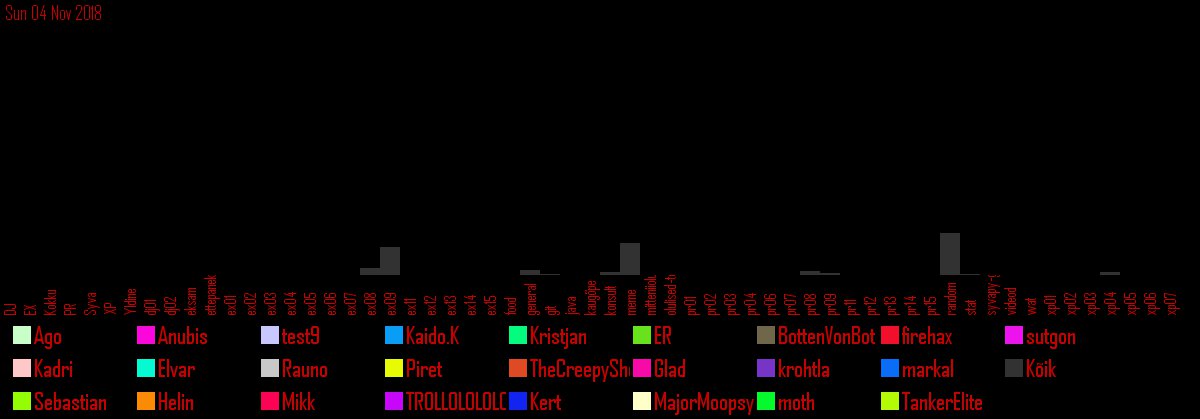 Sun 04 Nov 2018
DJ EX Kokku PR Syva XP Yldine dj01 dj02 eksam ettepanek ex01 ex02 ex03 ex04 ex05 ex06 ex07 ex08 ex09 ex11 ex12 ex13 ex14 ex15 food general git java kaugõpe konsult meme mitteniiolu olulised-t pr01 pr02 pr03 pr04 pr06 pr07 pr08 pr09 pr11 pr12 pr13 pr14 pr15 random stat syvapy-t videod wat xp01 xp02 xp03 xp04 xp05 xp06 xp07
Ago Anubis test9 Kaido.K Kristjan ER BottenVonBot firehax sutgon
Kadri Elvar Rauno Piret TheCreepySh Glad krohtla markal Kõik
Sebastian Helin Mikk TROLLOLOLOLO Kert MajorMoopsy moth TankerElite